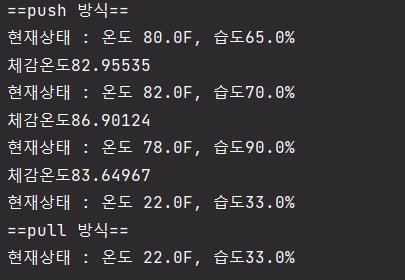 ==push 방식==
현재상태 : 온도 80.0F, 습도65.0%
체감온도82.95535
현재상태 : 온도 82.0F, 습도70.0%
체감온도86.90124
현재상태 : 온도 78.0F, 습도90.0%
체감온도83.64967
현재상태 : 온도 22.0F, 습도33.0%
==pull 방식==
현재상태 : 온도 22.0F, 습도33.0%